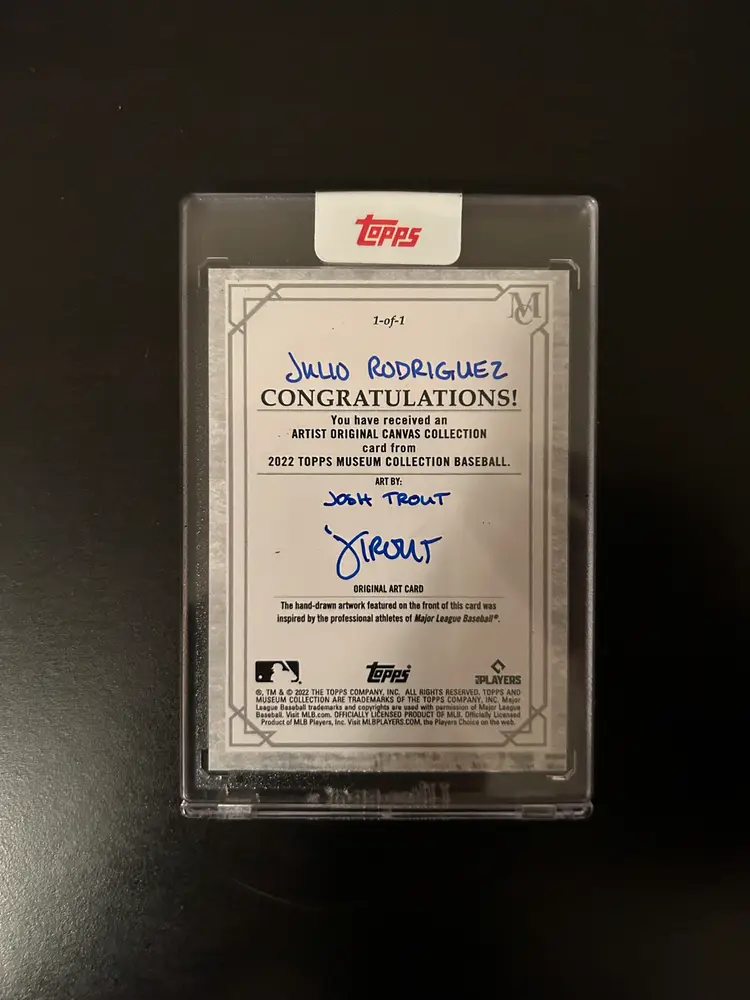 Topps
MC
1-of-1
JULIO RODRIGUEZ
CONGRATULATIONS!
You have received an
ARTIST ORIGINAL CANVAS COLLECTION
card from
2022 TOPPS MUSEUM COLLECTION BASEBALL.
ART BY:
JOSH TROUT
JTROUT
ORIGINAL ART CARD
The hand-drawn artwork featured on the front of this card was
inspired by the professional athletes of Major League Baseball®.
Topps
PLAYERS
®, TM & © 2022 THE TOPPS COMPANY, INC. ALL RIGHTS RESERVED. TOPPS AND
MUSEUM COLLECTION ARE TRADEMARKS OF THE TOPPS COMPANY, INC. Major
League Baseball trademarks and copyrights are used with permission of Major League
Baseball. Visit MLB.com. OFFICIALLY LICENSED PRODUCT OF MLB. Officially Licensed
Product of MLB Players, Inc. Visit MLBPLAYERS.COM, the Players Choice on the web.